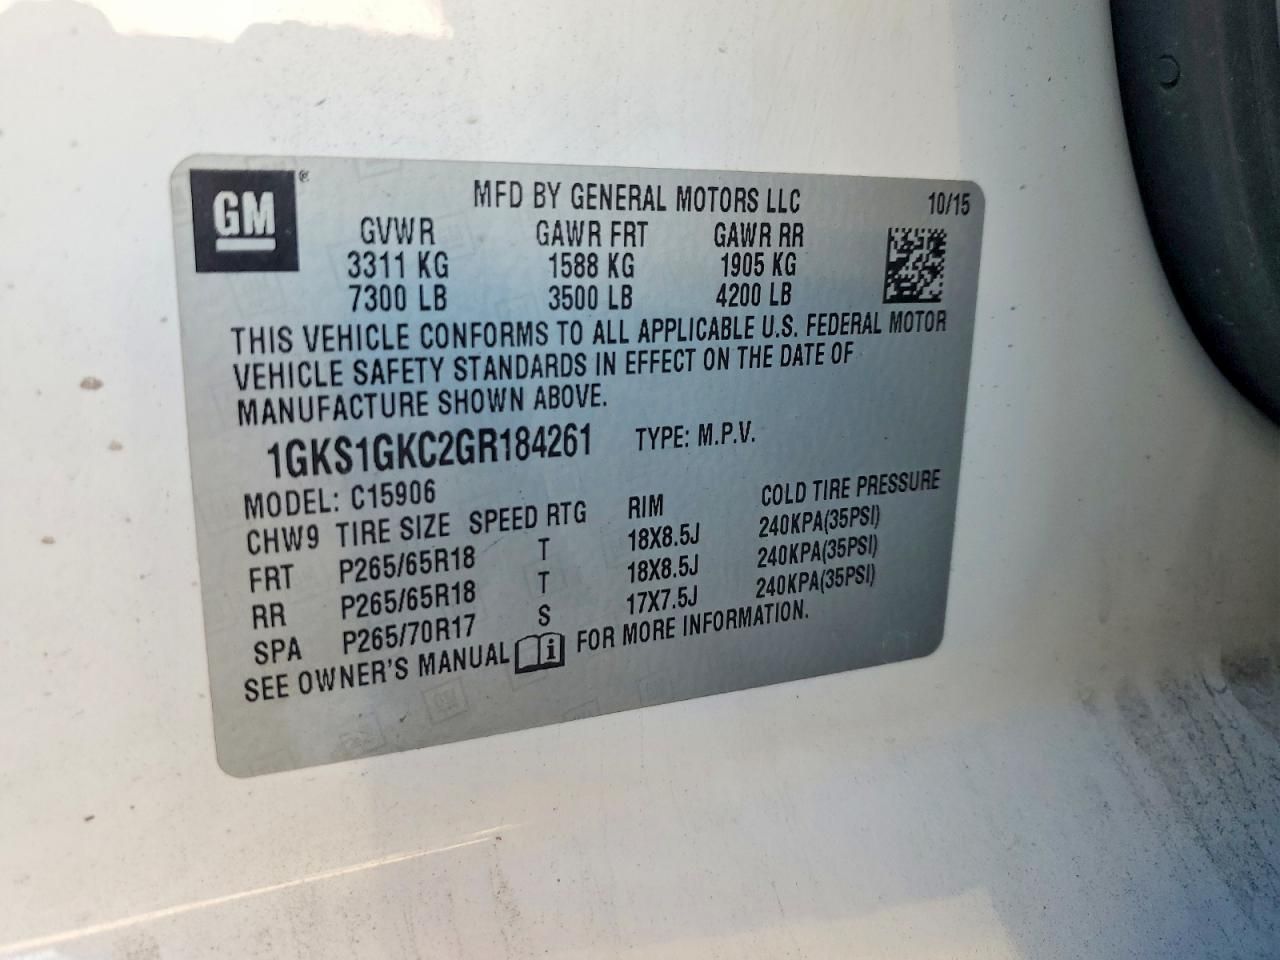 GM® MFD BY GENERAL MOTORS LLC 10/15
GVWR GAWR FRT GAWR RR
3311 KG 1588 KG 1905 KG
7300 LB 3500 LB 4200 LB
THIS VEHICLE CONFORMS TO ALL APPLICABLE U.S. FEDERAL MOTOR
VEHICLE SAFETY STANDARDS IN EFFECT ON THE DATE OF
MANUFACTURE SHOWN ABOVE.
1GKS1GKC2GR184261 TYPE: M.P.V.
MODEL: C15906
CHW9 TIRE SIZE SPEED RTG RIM COLD TIRE PRESSURE
FRT P265/65R18 T 18X8.5J 240KPA(35PSI)
RR P265/65R18 T 18X8.5J 240KPA(35PSI)
SPA P265/70R17 S 17X7.5J 240KPA(35PSI)
SEE OWNER'S MANUAL i FOR MORE INFORMATION.